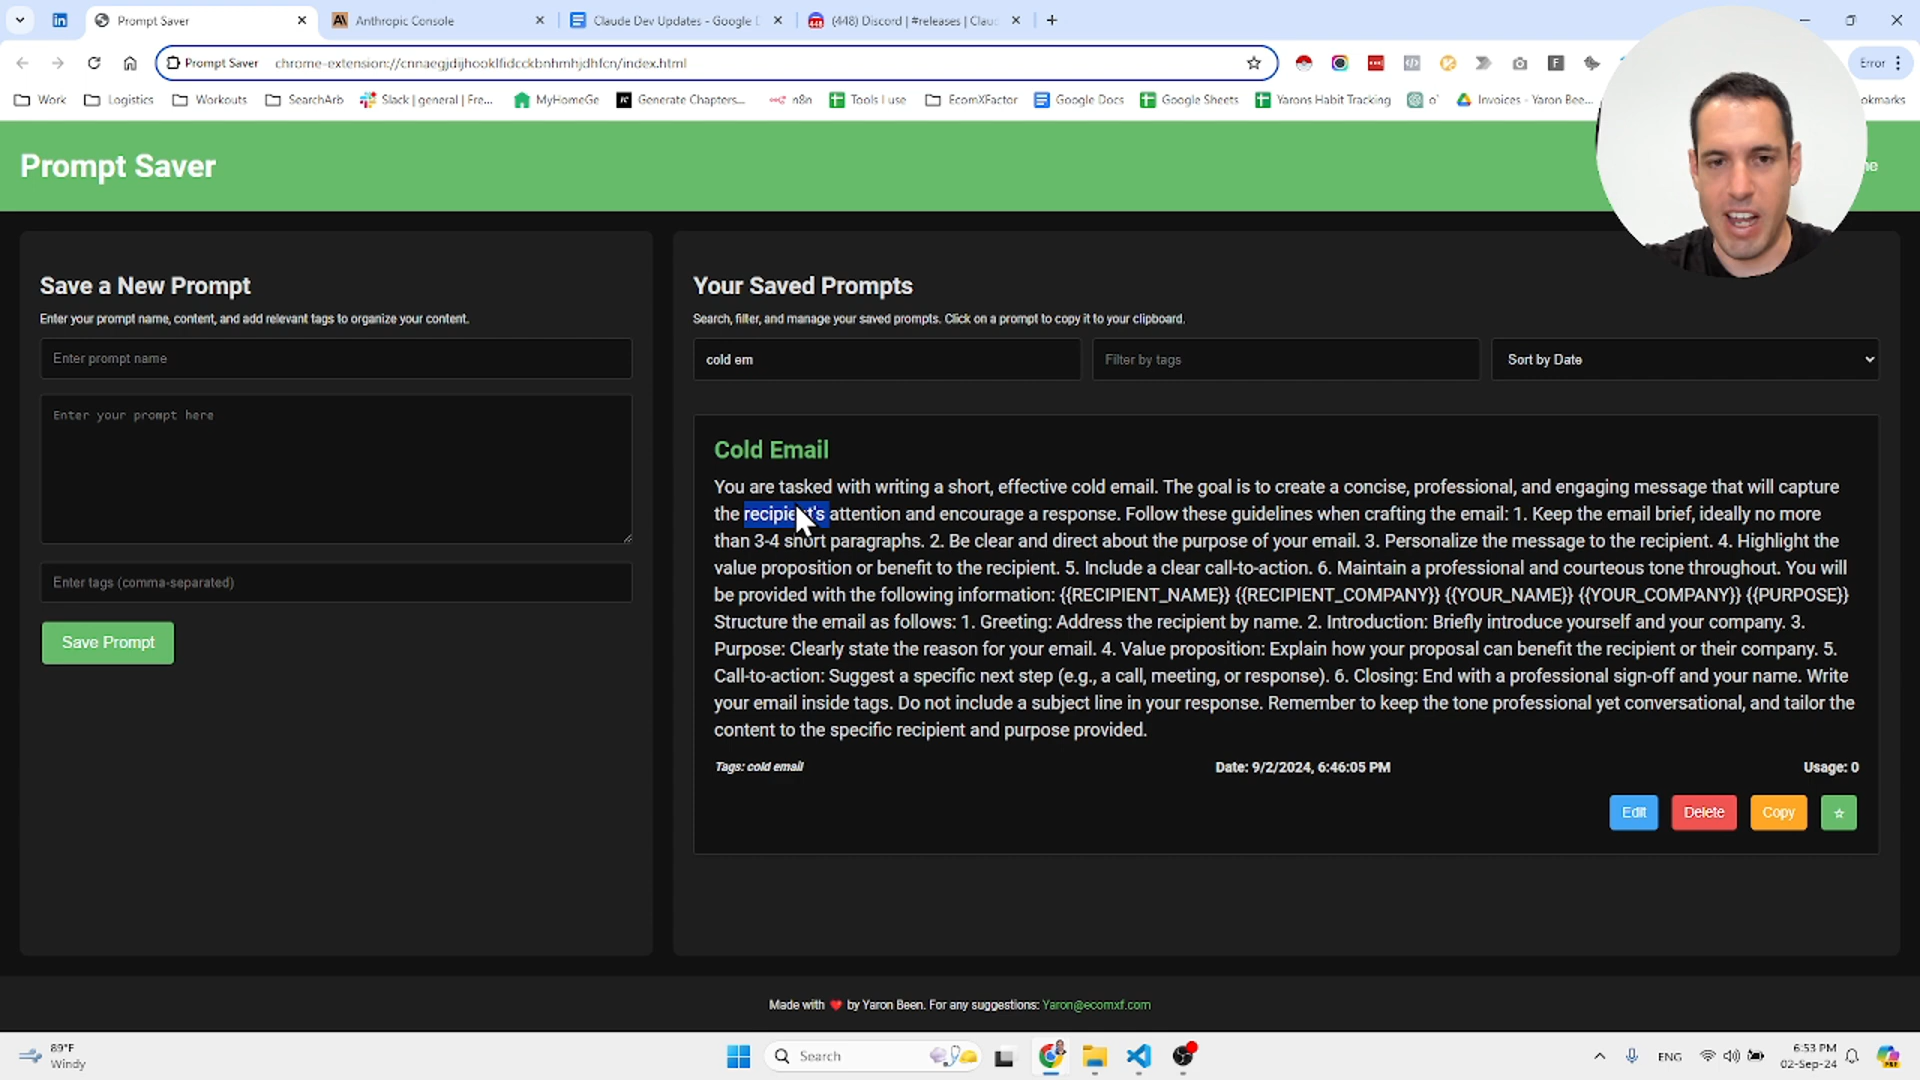 Prompt Saver
Anthropic Console
Claude Dev Updates - Google D
(448) Discord | #releases | Clau
Prompt Saver
chrome-extension://cnnaegjdijhooklfidcckbnhmhjdhfcn/index.html
Error
Work
Logistics
Workouts
SearchArb
Slack | general | Fre...
MyHomeGe
Generate Chapters...
n8n
Tools I use
EcomXFactor
Google Docs
Google Sheets
Yarons Habit Tracking
o'
Invoices - Yaron Bee...
okmarks
Prompt Saver
Save a New Prompt
Enter your prompt name, content, and add relevant tags to organize your content.
Enter prompt name
Enter your prompt here
Enter tags (comma-separated)
Save Prompt
Your Saved Prompts
Search, filter, and manage your saved prompts. Click on a prompt to copy it to your clipboard.
cold em
Filter by tags
Sort by Date
Cold Email
You are tasked with writing a short, effective cold email. The goal is to create a concise, professional, and engaging message that will capture
the recipient's attention and encourage a response. Follow these guidelines when crafting the email: 1. Keep the email brief, ideally no more
than 3-4 short paragraphs. 2. Be clear and direct about the purpose of your email. 3. Personalize the message to the recipient. 4. Highlight the
value proposition or benefit to the recipient. 5. Include a clear call-to-action. 6. Maintain a professional and courteous tone throughout. You will
be provided with the following information: {{RECIPIENT_NAME}} {{RECIPIENT_COMPANY}} {{YOUR_NAME}} {{YOUR_COMPANY}} {{PURPOSE}}
Structure the email as follows: 1. Greeting: Address the recipient by name. 2. Introduction: Briefly introduce yourself and your company. 3.
Purpose: Clearly state the reason for your email. 4. Value proposition: Explain how your proposal can benefit the recipient or their company. 5.
Call-to-action: Suggest a specific next step (e.g., a call, meeting, or response). 6. Closing: End with a professional sign-off and your name. Write
your email inside tags. Do not include a subject line in your response. Remember to keep the tone professional yet conversational, and tailor the
content to the specific recipient and purpose provided.
Tags: cold email
Date: 9/2/2024, 6:46:05 PM
Usage: 0
Edit
Delete
Copy
Made with ❤️ by Yaron Been. For any suggestions: Yaron@ecomxf.com
89°F
Windy
Search
ENG
6:53 PM
02-Sep-24